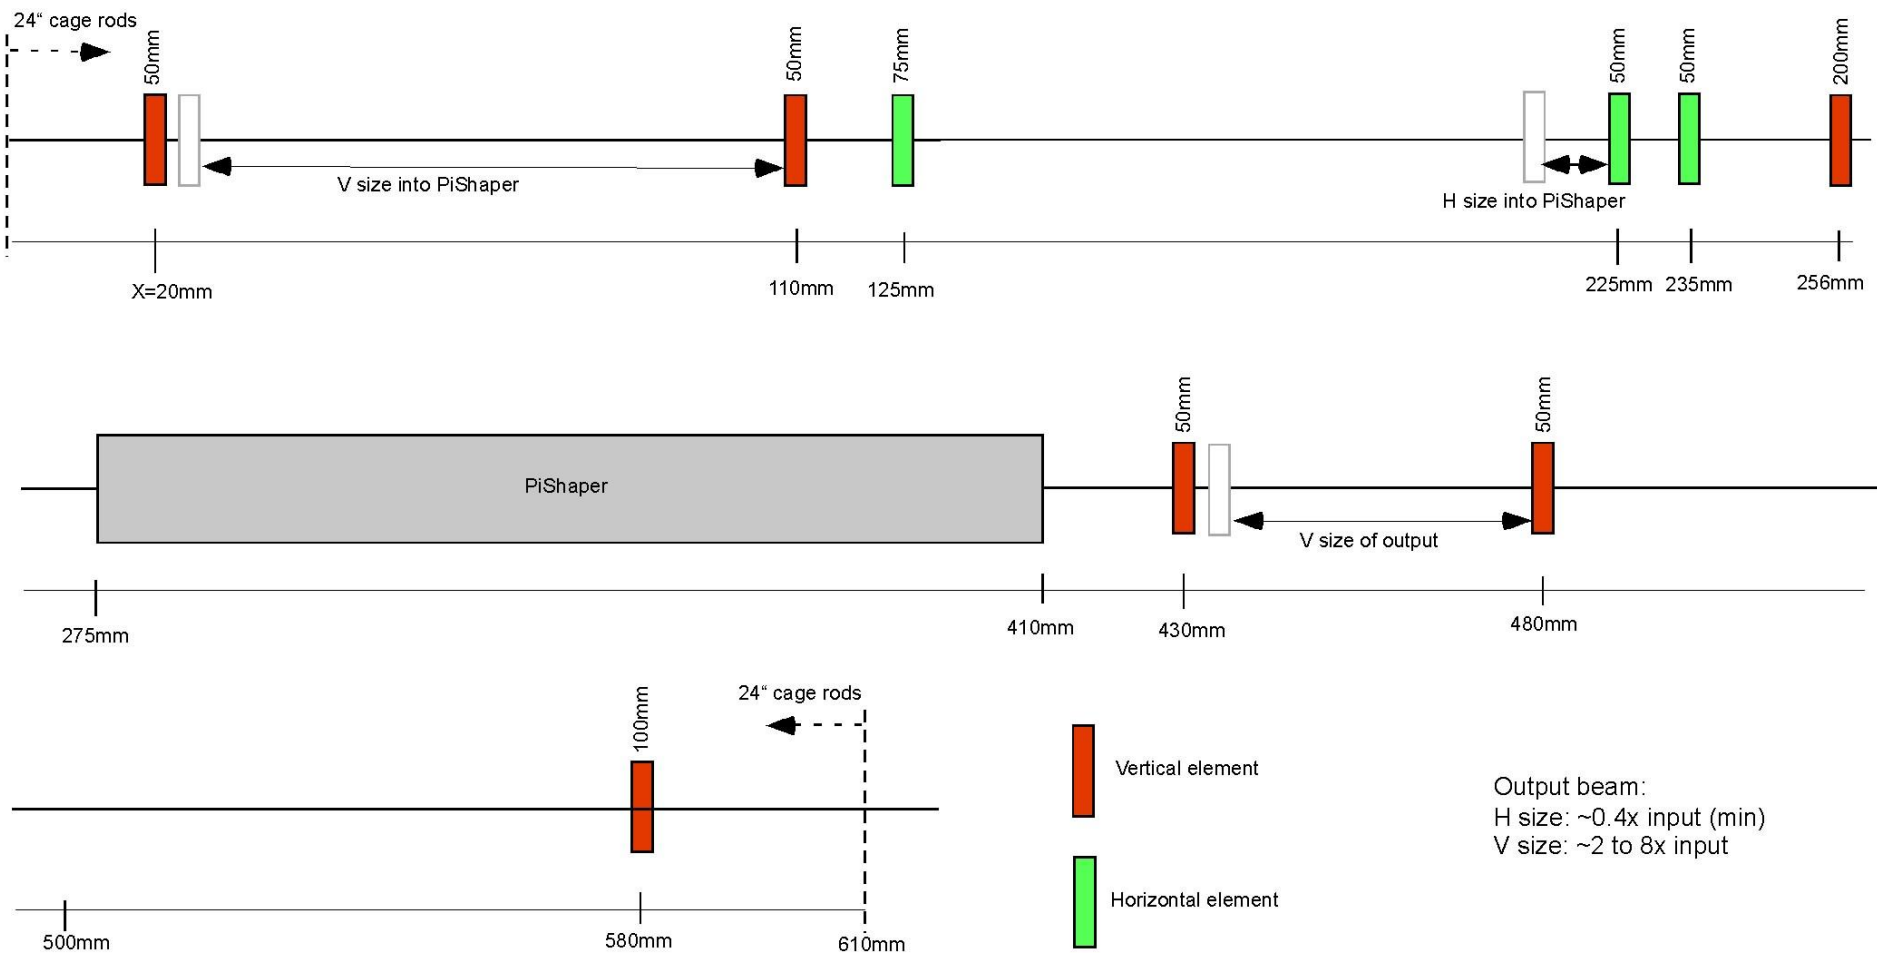 24“ cage rods
50mm
50mm
75mm
50mm
50mm
200mm
V size into PiShaper
H size into PiShaper
X=20mm
110mm
125mm
225mm
235mm
256mm
50mm
50mm
PiShaper
V size of output
275mm
410mm
430mm
480mm
100mm
24“ cage rods
Vertical element
Horizontal element
Output beam:
H size: ~0.4x input (min)
V size: ~2 to 8x input
500mm
580mm
610mm